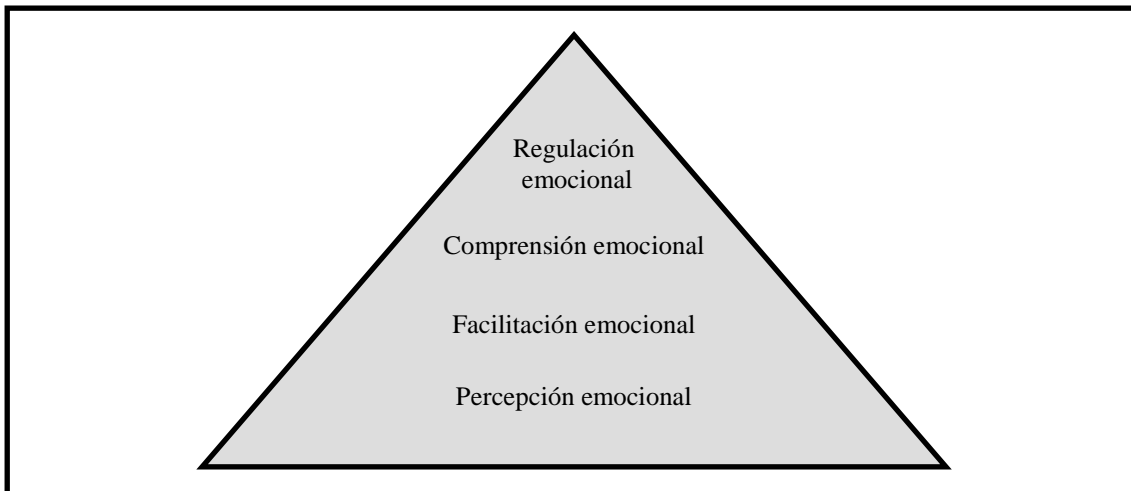 Regulación
emocional
Comprensión emocional
Facilitación emocional
Percepción emocional